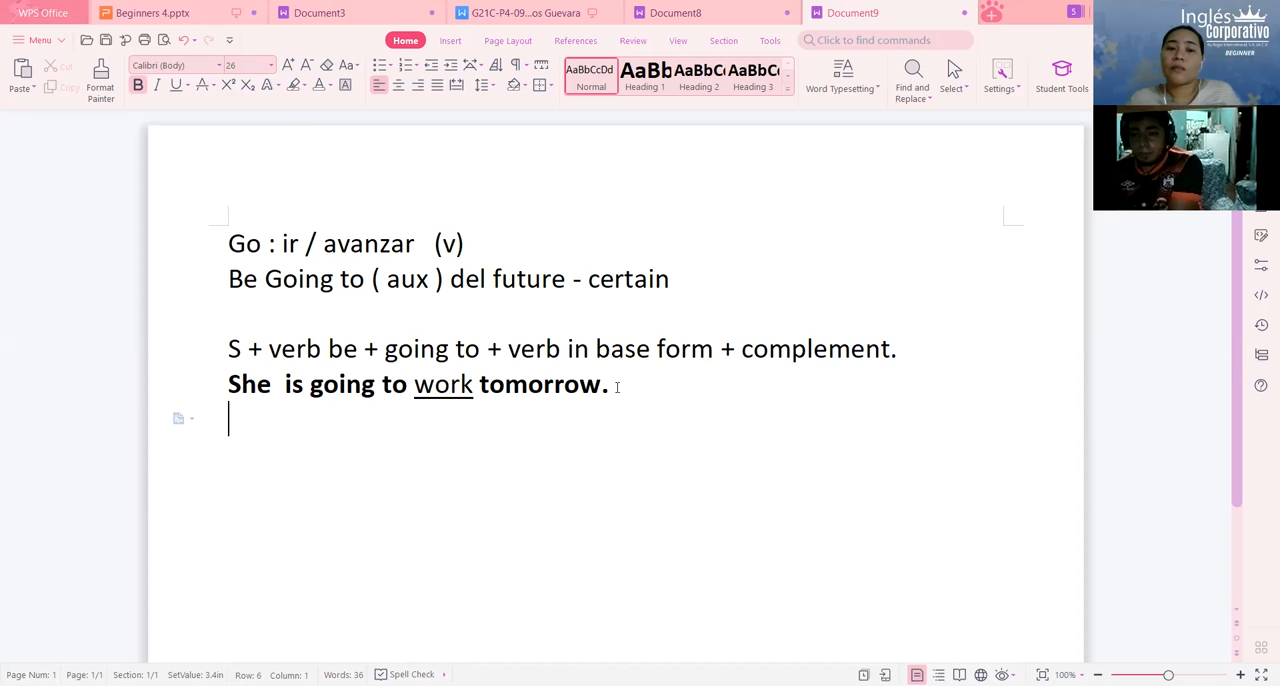 WPS Office
Beginners 4.pptx
Document3
G21C-P4-09...os Guevara
Document8
Document9
S
Menu
Home
Insert
Page Layout
References
Review
View
Section
Tools
Click to find commands
Paste
Cut
Copy
Format
Painter
Calibri (Body)
26
AaBbCcDd
Normal
AaBb
Heading 1
AaBbC
Heading 2
AaBbC
Heading 3
Word Typesetting
Find and
Replace
Select
Settings
Student Tools
Inglés
Corporativo
BEGINNER
Go : ir / avanzar (v)
Be Going to ( aux ) del future - certain
S + verb be + going to + verb in base form + complement.
She is going to work tomorrow.
Page Num: 1
Page: 1/1
Section: 1/1
SetValue: 3.4in
Row: 6
Column: 1
Words: 36
Spell Check
100%